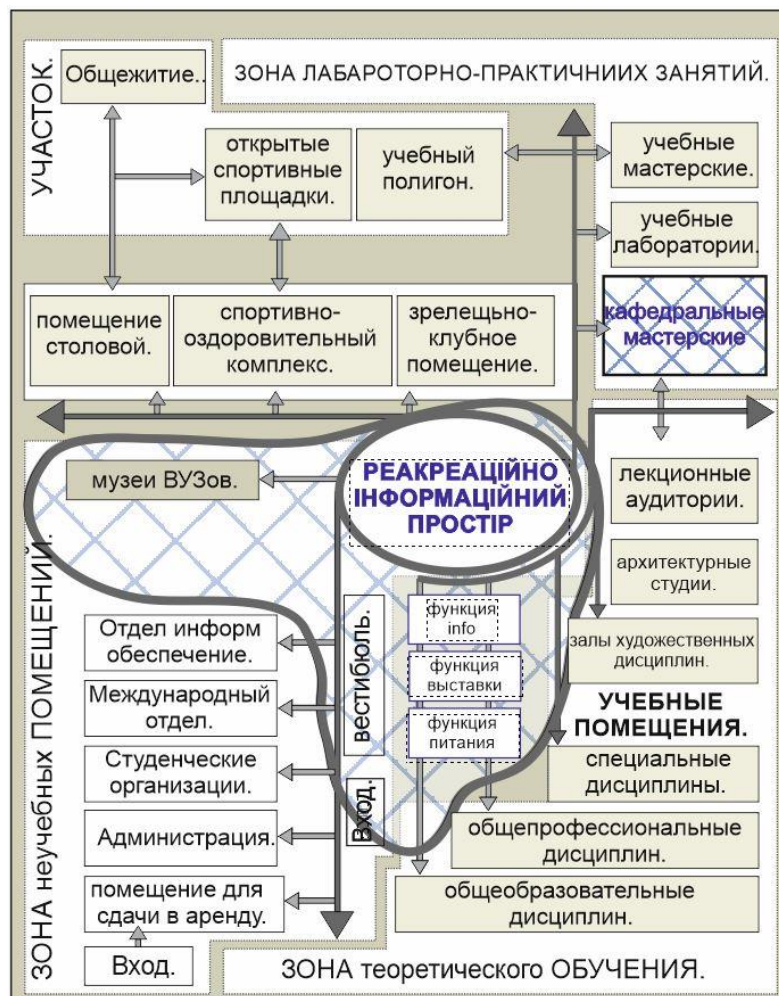 УЧАСТОК.
Общежитие..
ЗОНА ЛАБАРОТОРНО-ПРАКТИЧНИИХ ЗАНЯТИЙ.
открытые
спортивные
площадки.
учебный
полигон.
учебные
мастерские.
учебные
лаборатории.
кафедральные
мастерские
помещение
столовой.
спортивно-
оздоровительный
комплекс.
зрелещьно-
клубное
помещение.
музеи ВУЗов.
РЕАКРЕАЦІЙНО
ІНФОРМАЦІЙНИЙ
ПРОСТІР
лекционные
аудитории.
архитектурные
студии.
залы художественных
дисциплин.
ЗОНА неучебных ПОМЕЩЕНИЙ.
Отдел информ
обеспечение.
Международный
отдел.
Студенческие
организации.
Администрация.
помещение для
сдачи в аренду.
Вход.
вестибюль.
Вход.
функция
info
функция
выставки
функция
питания
УЧЕБНЫЕ
ПОМЕЩЕНИЯ.
специальные
дисциплины.
общепрофессиональные
дисциплин.
общеобразовательные
дисциплин.
ЗОНА теоретического ОБУЧЕНИЯ.